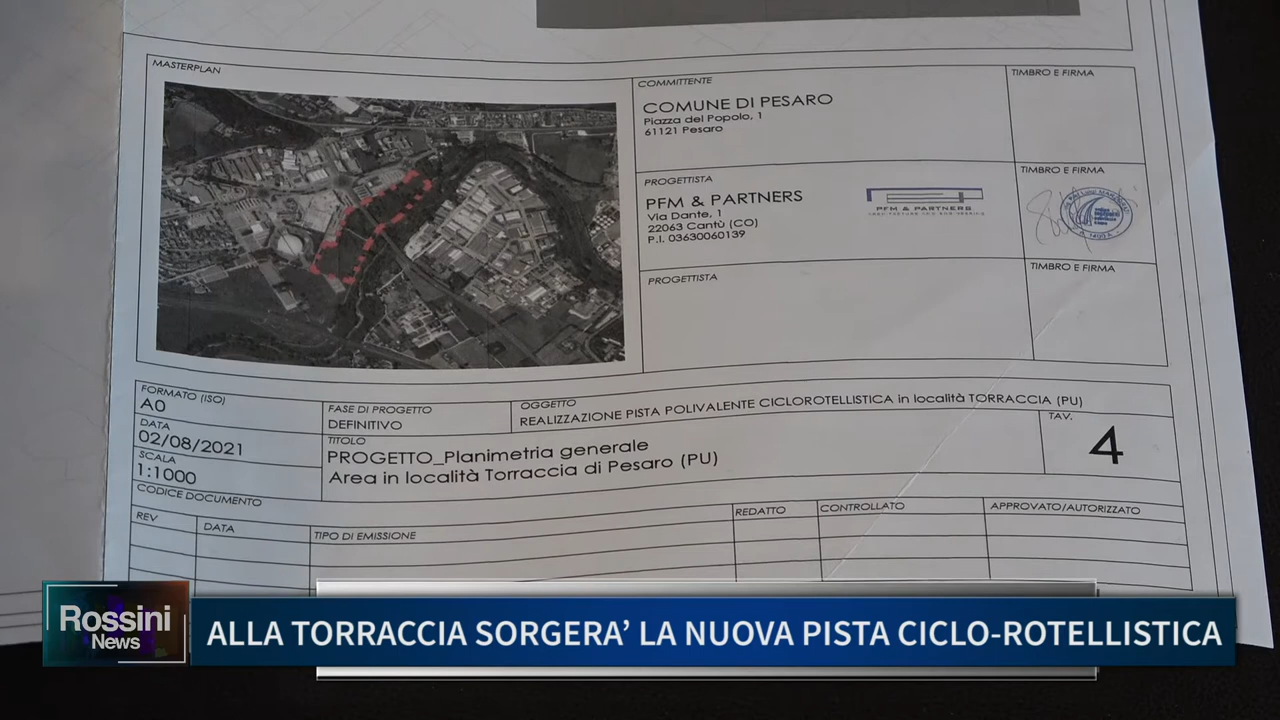 MASTERPLAN
COMMITTENTE
COMUNE DI PESARO
Piazza del Popolo, 1
61121 Pesaro
TIMBRO E FIRMA
PROGETTISTA
PFM & PARTNERS
Via Dante, 1
22063 Cantù (CO)
P.I. 03630060139
PFM & PARTNERS
TIMBRO E FIRMA
PROGETTISTA
TIMBRO E FIRMA
FORMATO (ISO)
A0
FASE DI PROGETTO
DEFINITIVO
OGGETTO
REALIZZAZIONE PISTA POLIVALENTE CICLOROTELLISTICA in località TORRACCIA (PU)
DATA
02/08/2021
TITOLO
PROGETTO_Planimetria generale
Area in località Torraccia di Pesaro (PU)
TAV.
4
SCALA
1:1000
CODICE DOCUMENTO
REV
DATA
TIPO DI EMISSIONE
REDATTO
CONTROLLATO
APPROVATO/AUTORIZZATO
Rossini
News
ALLA TORRACCIA SORGERA’ LA NUOVA PISTA CICLO-ROTELLISTICA